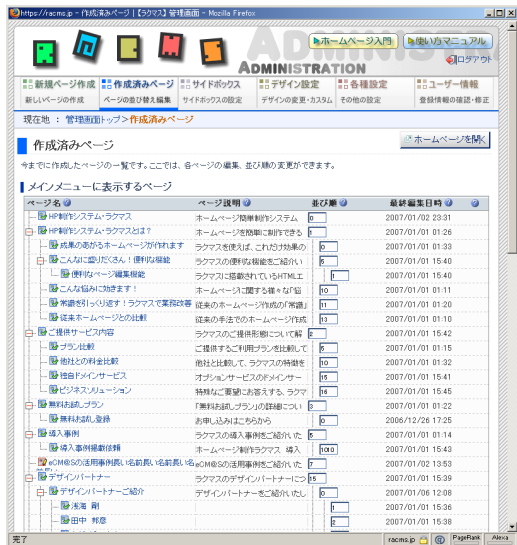 https://racms.jp - 作成済みページ | 【ラクマス】 管理画面 - Mozilla Firefox
ADMINISTRATION
ホームページ入門 使い方マニュアル
ログアウト
新規ページ作成 作成済みページ サイドボックス デザイン設定 各種設定 ユーザー情報
新しいページの作成 ページの並び替え編集 サイドボックスの設定 デザインの変更・カスタム その他の設定 登録情報の確認・修正
現在地 : 管理画面トップ>作成済みページ
作成済みページ ホームページを開く
今までに作成したページの一覧です。ここでは、各ページの編集、並び順の変更ができます。
メインメニューに表示するページ
ページ名 ページ説明 並び順 最終編集日時
HP制作システム・ラクマス ホームページ簡単制作システム 0 2007/01/02 23:31
HP制作システム・ラクマスとは? ホームページを簡単に制作できる 1 2007/01/01 01:26
成果のあがるホームページが作れます ラクマスを使えば、これだけ効果の 0 2007/01/01 01:33
こんなに盛りだくさん!便利な機能 ラクマスの便利な機能をご紹介い 5 2007/01/01 15:40
便利なページ編集機能 ラクマスに搭載されているHTMLエ 1 2007/01/01 15:40
こんな悩みに効きます! ホームページに関する様々な「悩 10 2007/01/01 01:11
常識を引っくり返す!ラクマスで業務改善 従来のホームページ作成の「常識」 11 2007/01/01 01:20
従来ホームページとの比較 従来の手法でのホームページ作成 13 2007/01/01 01:10
ご提供サービス内容 ラクマスのご提供形態について解 2 2007/01/01 15:42
プラン比較 ご提供するご利用プランを比較して 5 2007/01/01 01:15
他社との料金比較 他社と比較して、ラクマスの特徴を 10 2007/01/01 01:32
独自ドメインサービス オプションサービスのドメインサー 15 2007/01/01 15:41
ビジネスソリューション 特殊なご要望にお答えする、ラクマ 16 2007/01/01 15:45
無料お試しプラン 「無料お試しプラン」の詳細につい 3 2007/01/01 01:22
無料お試し登録 お申し込みはこちらから 0 2006/12/26 17:25
導入事例 ラクマスの導入事例をご紹介いた 5 2007/01/01 01:14
導入事例掲載依頼 ホームページ制作ラクマス 導入 1010 2007/01/01 15:43
eCM@Sの活用事例長い名前長い名前長い名 eCM@Sの活用事例をご紹介いた 7 2007/01/02 13:53
デザインパートナー ラクマスのデザインパートナーにつ 15 2007/01/01 15:39
デザインパートナーご紹介 デザインパートナーをご紹介いたし 0 2007/01/06 12:08
浅海 剛 1 2007/01/01 15:36
田中 邦彦 2 2007/01/01 15:38
完了 racms.jp PageRank Alexa